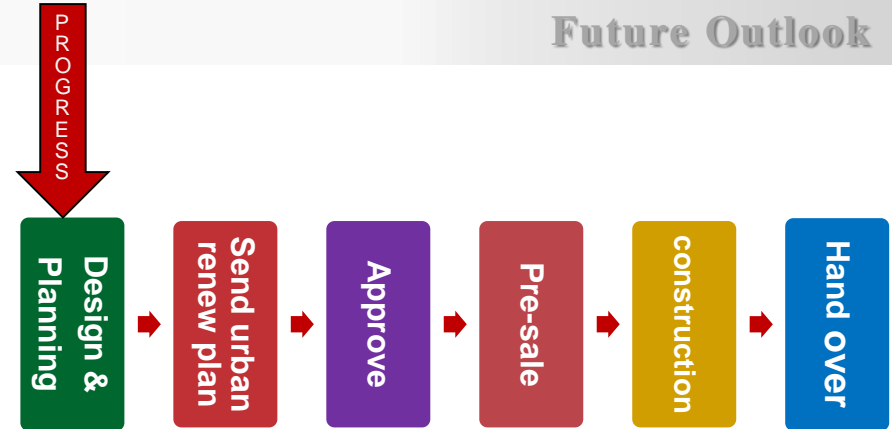 Future Outlook
PROGRESS
Design &
Planning
Send urban
renew plan
Approve
Pre-sale
construction
Hand over